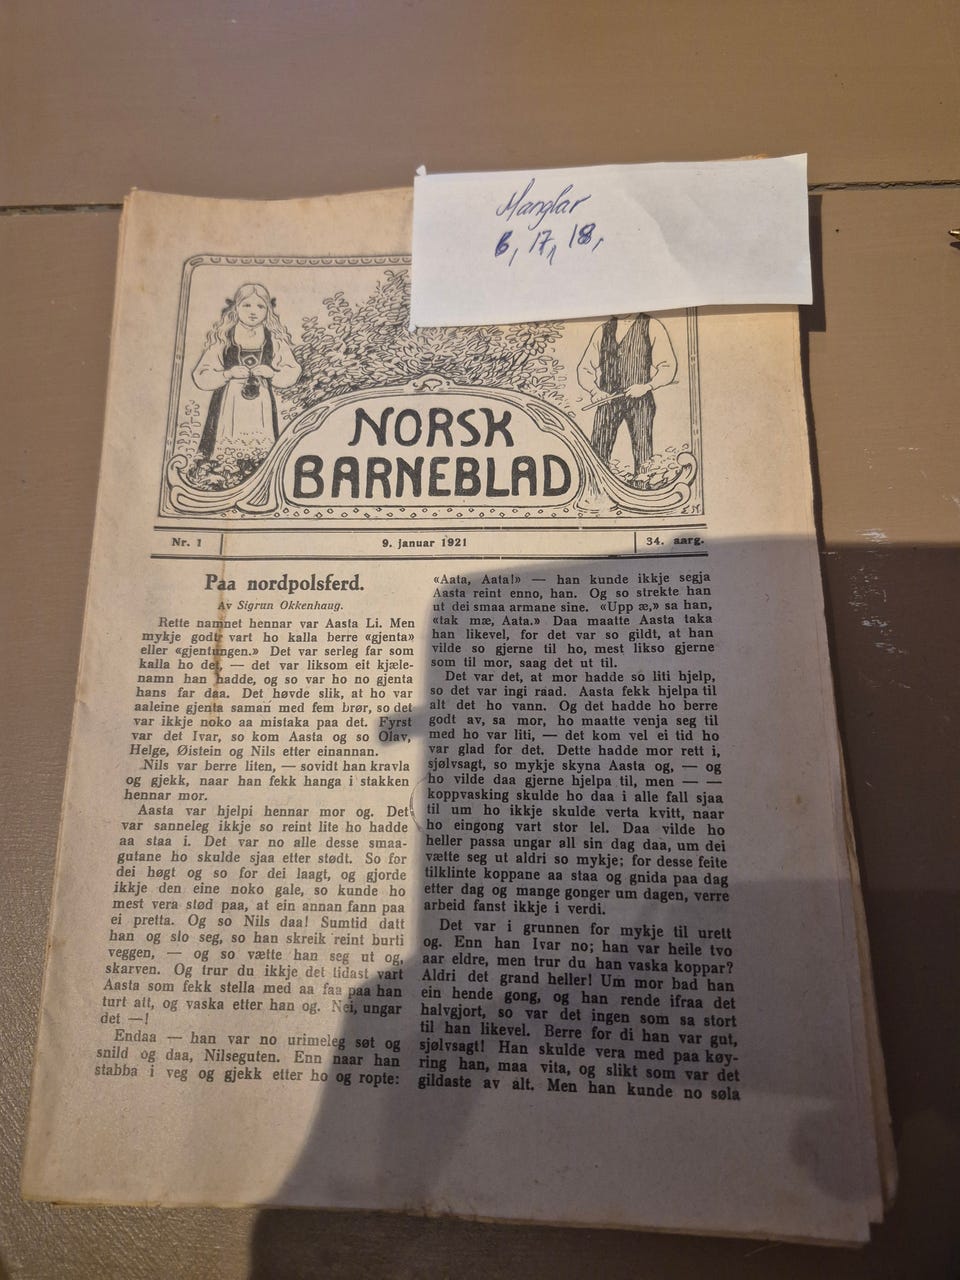 Manglar
6, 17, 18,
NORSK
BARNEBLAD
Nr. 1
9. januar 1921
34. aarg.
Paa nordpolsferd.
Av Sigrun Okkenhaug.
Rette namnet hennar var Aasta Li. Men
mykje godt vart ho kalla berre «gjenta»
eller «gjentungen.» Det var serleg far som
kalla ho det, — det var liksom eit kjæle-
namn han hadde, og so var ho no gjenta
hans far daa. Det høvde slik, at ho var
aaleine gjenta saman med fem brør, so det
var ikkje noko aa mistaka paa det. Fyrst
var det Ivar, so kom Aasta og so Olav,
Helge, Øistein og Nils etter einannan.
Nils var berre liten, — sovidt han kravla
og gjekk, naar han fekk hanga i stakken
hennar mor.
Aasta var hjelpi hennar mor og. Det
var sanneleg ikkje so reint lite ho hadde
aa staa i. Det var no alle desse smaa-
gutane ho skulde sjaa etter stødt. So for
dei høgt og so for dei laagt, og gjorde
ikkje den eine noko gale, so kunde ho
mest vera stød paa, at ein annan fann paa
ei pretta. Og so Nils daa! Sumtid datt
han og slo seg, so han skreik reint burti
veggen, — og so vætte han seg ut og,
skarven. Og trur du ikkje det tidast vart
Aasta som fekk stella med aa faa paa han
turt att, og vaska etter han og. Nei, ungar
det —!
Endaa — han var no urimeleg søt og
snild og daa, Nilseguten. Enn naar han
stabba i veg og gjekk etter ho og ropte:
«Aata, Aata!» — han kunde ikkje segja
Aasta reint enno, han. Og so strekte han
ut dei smaa armane sine. «Upp æ,» sa han,
«tak mæ, Aata.» Daa maatte Aasta taka
han likevel, for det var so gildt, at han
vilde so gjerne til ho, mest likso gjerne
som til mor, saag det ut til.
Det var det, at mor hadde so liti hjelp,
so det var ingi raad. Aasta fekk hjelpa til
alt det ho vann. Og det hadde ho berre
godt av, sa mor, ho maatte venja seg til
med ho var liti, — det kom vel ei tid ho
var glad for det. Dette hadde mor rett i,
sjølvsagt, so mykje skyna Aasta og, — og
ho vilde daa gjerne hjelpa til, men — —
koppvasking skulde ho daa i alle fall sjaa
til um ho ikkje skulde verta kvitt, naar
ho eingong vart stor lel. Daa vilde ho
heller passa ungar all sin dag daa, um dei
vætte seg ut aldri so mykje; for desse feite
tilklinte koppane aa staa og gnida paa dag
etter dag og mange gonger um dagen, verre
arbeid fanst ikkje i verdi.
Det var i grunnen for mykje til urett
og. Enn han Ivar no; han var heile tvo
aar eldre, men trur du han vaska koppar?
Aldri det grand heller! Um mor bad han
ein hende gong, og han rende ifraa det
halvgjort, so var det ingen som sa stort
til han likevel. Berre for di han var gut,
sjølvsagt! Han skulde vera med paa køy-
ring han, maa vita, og slikt som var det
gildaste av alt. Men han kunde no søla